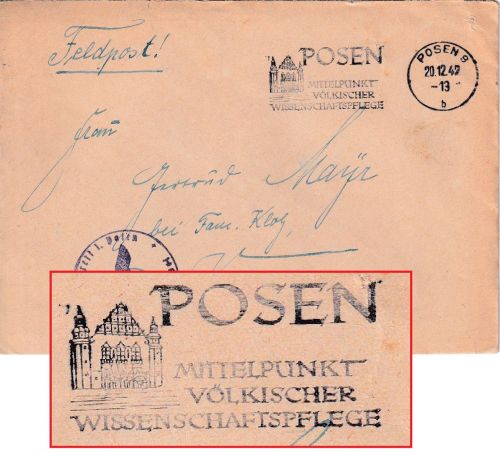 Feldpost!
POSEN
MITTELPUNKT
VÖLKISCHER
WISSENSCHAFTSPFLEGE
POSEN 9
20.12.42
-13
b
Frau
Gertrud Mayr
bei Fam. Klotz,
POSEN
MITTELPUNKT
VÖLKISCHER
WISSENSCHAFTSPFLEGE